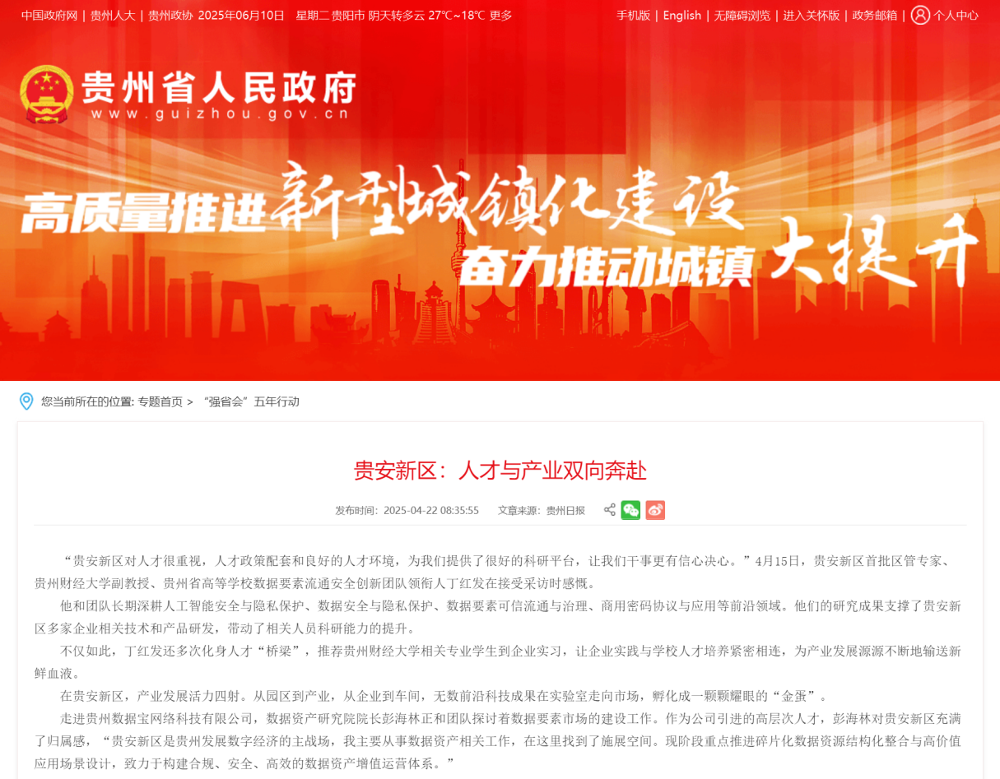 中国政府网 | 贵州人大 | 贵州政协 2025年06月10日 星期二 贵阳市 阴天转多云 27℃~18℃ 更多
手机版 | English | 无障碍浏览 | 进入关怀版 | 政务邮箱 | 个人中心
贵州省人民政府
www.guizhou.gov.cn
高质量推进新型城镇化建设
奋力推动城镇大提升
您当前所在的位置: 专题首页 > “强省会”五年行动
贵安新区：人才与产业双向奔赴
发布时间：2025-04-22 08:35:55 文章来源：贵州日报
“贵安新区对人才很重视，人才政策配套和良好的人才环境，为我们提供了很好的科研平台，让我们干事更有信心决心。”4月15日，贵安新区首批区管专家、
贵州财经大学副教授、贵州省高等学校数据要素流通安全创新团队领衔人丁红发在接受采访时感慨。
他和团队长期深耕人工智能安全与隐私保护、数据安全与隐私保护、数据要素可信流通与治理、商用密码协议与应用等前沿领域。他们的研究成果支撑了贵安新
区多家企业相关技术和产品研发，带动了相关人员科研能力的提升。
不仅如此，丁红发还多次化身人才“桥梁”，推荐贵州财经大学相关专业学生到企业实习，让企业实践与学校人才培养紧密相连，为产业发展源源不断地输送新
鲜血液。
在贵安新区，产业发展活力四射。从园区到产业，从企业到车间，无数前沿科技成果在实验室走向市场，孵化成一颗颗耀眼的“金蛋”。
走进贵州数据宝网络科技有限公司，数据资产研究院院长彭海林正和团队探讨着数据要素市场的建设工作。作为公司引进的高层次人才，彭海林对贵安新区充满
了归属感，“贵安新区是贵州发展数字经济的主战场，我主要从事数据资产相关工作，在这里找到了施展空间。现阶段重点推进碎片化数据资源结构化整合与高价值
应用场景设计，致力于构建合规、安全、高效的数据资产增值运营体系。”